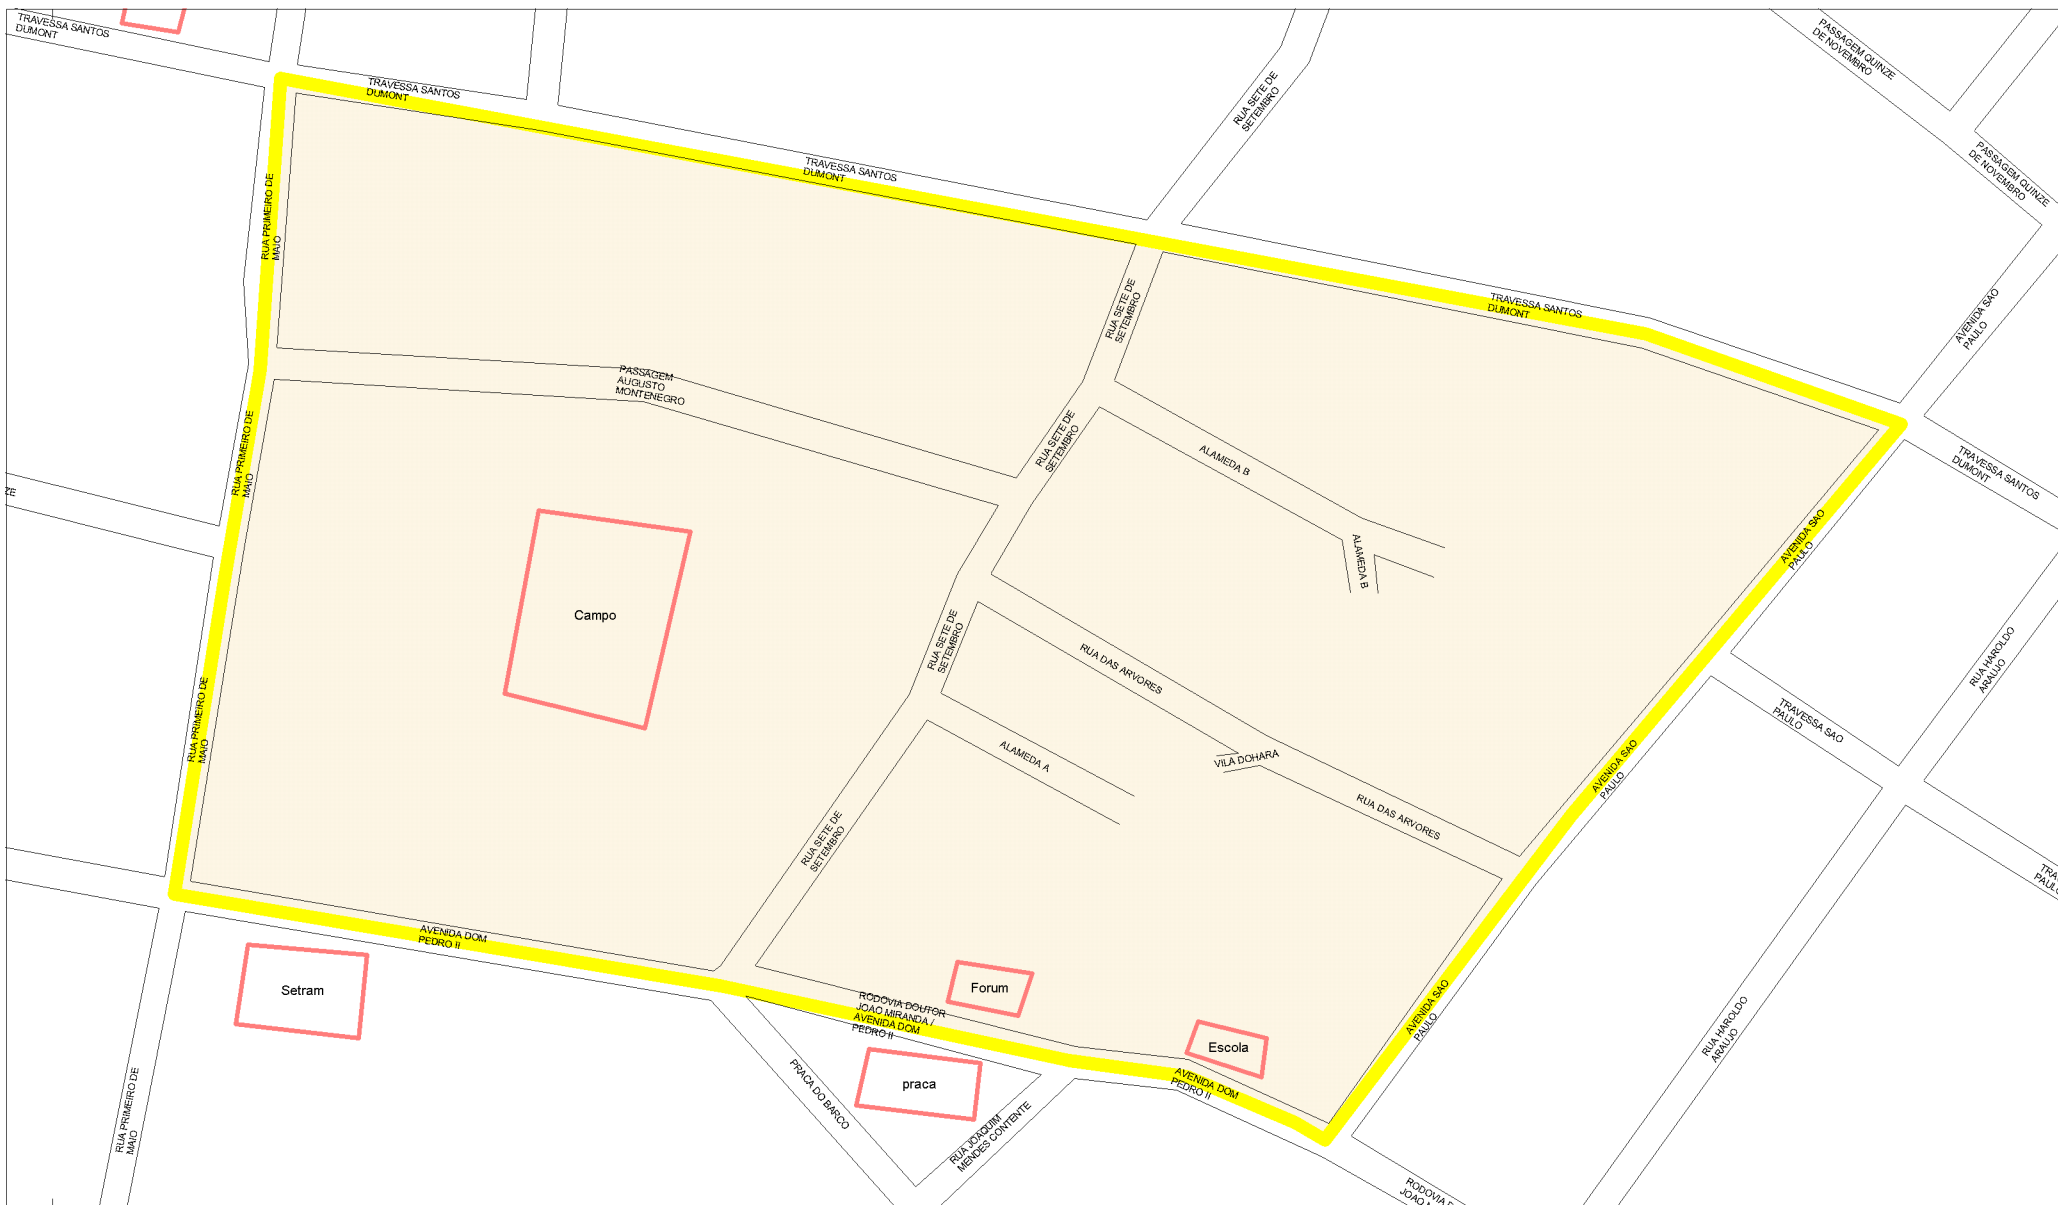 TRAVESSA SANTOS
DUMONT
TRAVESSA SANTOS
DUMONT
PASSAGEM QUINZE
DE NOVEMBRO
RUA SETE DE
SETEMBRO
TRAVESSA SANTOS
DUMONT
PASSAGEM QUINZE
DE NOVEMBRO
RUA PRIMEIRO DE
MAIO
RUA SETE DE
SETEMBRO
TRAVESSA SANTOS
DUMONT
AVENIDA SAO
PAULO
PASSAGEM
AUGUSTO
MONTENEGRO
RUA PRIMEIRO DE
MAIO
RUA SETE DE
SETEMBRO
ALAMEDA B
TRAVESSA SANTOS
DUMONT
ZE
AVENIDA SAO
PAULO
ALAMEDA B
Campo
RUA SETE DE
SETEMBRO
RUA DAS ARVORES
RUA HAROLDO
ARAUJO
RUA PRIMEIRO DE
MAIO
TRAVESSA SAO
PAULO
ALAMEDA A
VILA DOHARA
AVENIDA SAO
PAULO
RUA DAS ARVORES
RUA SETE DE
SETEMBRO
TRA
PAULO
AVENIDA DOM
PEDRO II
Setram
Forum
RODOVIA DOUTOR
JOAO MIRANDA /
AVENIDA DOM
PEDRO II
AVENIDA SAO
PAULO
Escola
RUA HAROLDO
ARAUJO
praca
PRACA DO BARCO
AVENIDA DOM
PEDRO II
RUA PRIMEIRO DE
MAIO
RUA JOAQUIM
MENDES CONTENTE
RODOVIA D
JOAO M